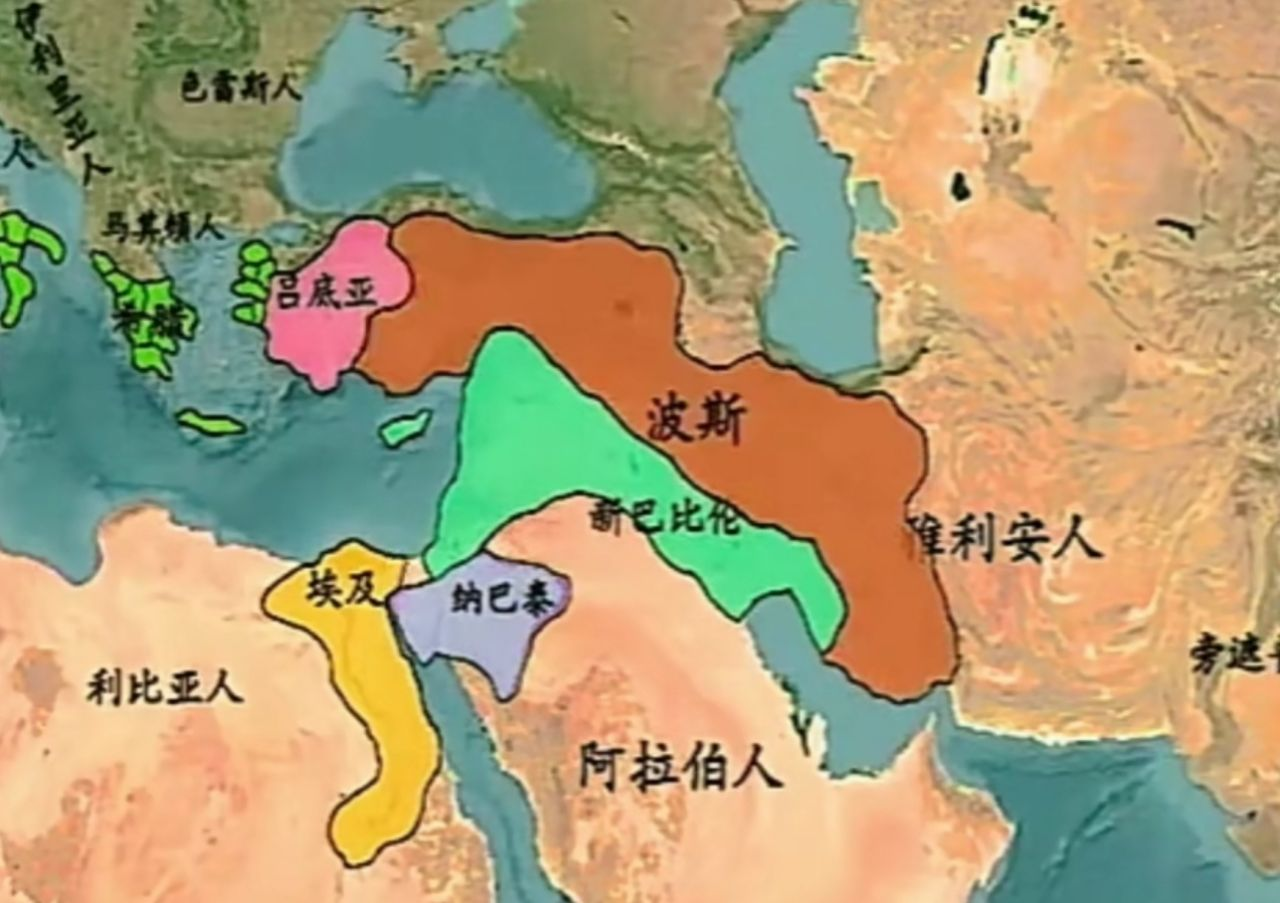 伊利里亚人
色雷斯人
人
马其顿人
吕底亚
希腊
波斯
新巴比伦
雅利安人
埃及
纳巴泰
旁遮
利比亚人
阿拉伯人